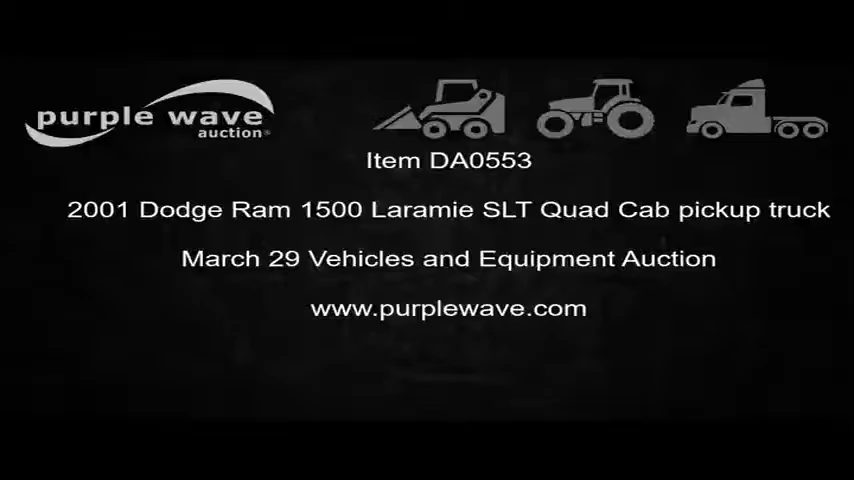 purple wave
auction®
Item DA0553
2001 Dodge Ram 1500 Laramie SLT Quad Cab pickup truck
March 29 Vehicles and Equipment Auction
www.purplewave.com